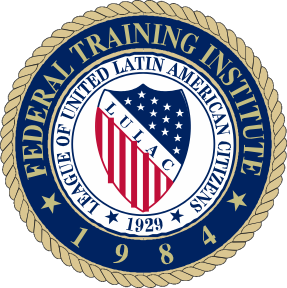 FEDERAL TRAINING INSTITUTE
1984
LEAGUE OF UNITED LATIN AMERICAN CITIZENS
1929
LULAC